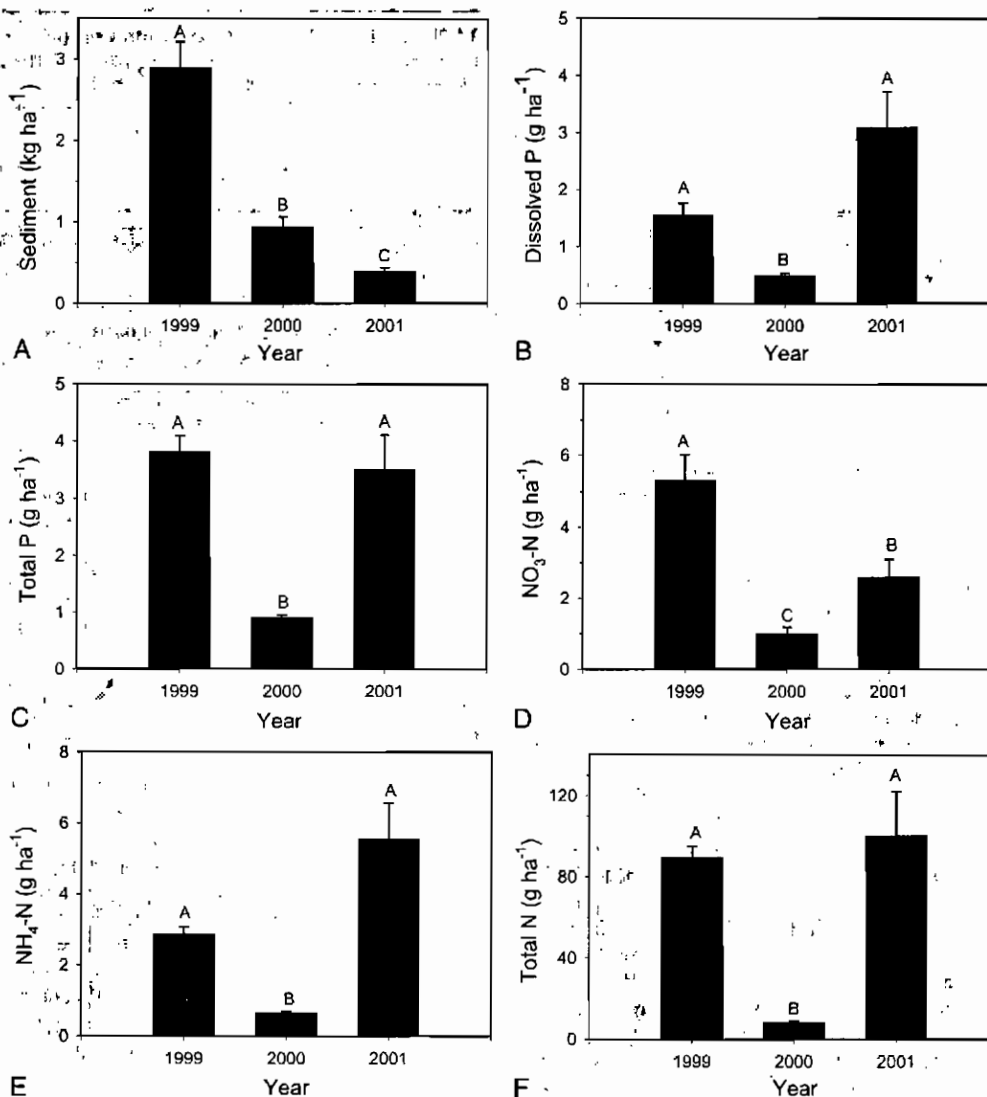 Sediment (kg ha⁻¹)
3
2
1
0
A
B
C
1999 2000 2001
Year
A
Dissolved P (g ha⁻¹)
5
4
3
2
1
0
A
B
A
1999 2000 2001
Year
B
Total P (g ha⁻¹)
5
4
3
2
1
0
A
B
A
1999 2000 2001
Year
C
NO₃-N (g ha⁻¹)
8
6
4
2
0
A
C
B
1999 2000 2001
Year
D
NH₄-N (g ha⁻¹)
8
6
4
2
0
A
B
A
1999 2000 2001
Year
E
Total N (g ha⁻¹)
120
80
40
0
A
B
A
1999 2000 2001
Year
F